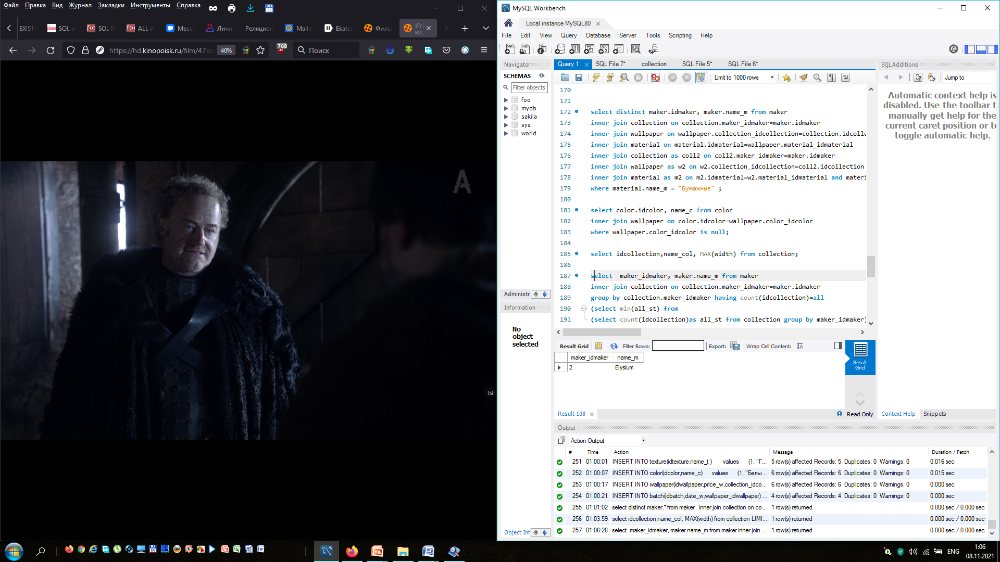 Файл Правка Вид Журнал Закладки Инструменты Справка
EXIST: SQL а SQL H ALL и Мессе Личн Реляцион Mail.r Ekater Филь Иг
https://hd.kinopoisk.ru/film/47ba 40% 768 Поиск
A
MySQL Workbench
Local instance MySQL80
File Edit View Query Database Server Tools Scripting Help
Navigator
SCHEMAS
Filter objects
foo
mydb
sakila
sys
world
Administr
Information
No
object
selected
Object Inf
Query 1 SQL File 7* collection SQL File 5* SQL File 6*
Limit to 1000 rows
170
171
172 select distinct maker.idmaker, maker.name_m from maker
173 inner join collection on collection.maker_idmaker=maker.idmaker
174 inner join wallpaper on wallpaper.collection_idcollection=collection.idcolle
175 inner join material on material.idmaterial=wallpaper.material_idmaterial
176 inner join collection as coll2 on coll2.maker_idmaker=maker.idmaker
177 inner join wallpaper as w2 on w2.collection_idcollection=coll2.idcollection
178 inner join material as m2 on m2.idmaterial=w2.material_idmaterial and materi
179 where material.name_m = "Бумажные" ;
180
181 select color.idcolor, name_c from color
182 inner join wallpaper on color.idcolor=wallpaper.color_idcolor
183 where wallpaper.color_idcolor is null;
184
185 select idcollection,name_col, MAX(width) from collection;
186
187 select  maker_idmaker, maker.name_m from maker
188 inner join collection on collection.maker_idmaker=maker.idmaker
189 group by collection.maker_idmaker having count(idcollection)=all
190 (select min(all_st) from
191 (select count(idcollection)as all_st from collection group by maker_idmaker)
Result Grid Filter Rows: Export: Wrap Cell Content:
maker_idmaker name_m
2 Elysium
Result
Grid
Result 108 Read Only
SQLAdditions
Jump to
Automatic context help is
disabled. Use the toolbar t
manually get help for the
current caret position or to
toggle automatic help.
Context Help Snippets
Output
Action Output
# Time Action Message Duration / Fetch
251 01:00:01 INSERT INTO texture(idtexture,name_t ) values (1, "Г... 5 row(s) affected Records: 5 Duplicates: 0 Warnings: 0 0.016 sec
252 01:00:07 INSERT INTO color(idcolor,name_c) values (1, "Белы... 6 row(s) affected Records: 6 Duplicates: 0 Warnings: 0 0.015 sec
253 01:00:17 INSERT INTO wallpaper(idwallpaper,price_w,collection_idco... 6 row(s) affected Records: 6 Duplicates: 0 Warnings: 0 0.000 sec
254 01:00:21 INSERT INTO batch(idbatch,date_w,wallpaper_idwallpaper) ... 4 row(s) affected Records: 4 Duplicates: 0 Warnings: 0 0.000 sec
255 01:01:02 select distinct maker.* from maker inner join collection on co... 1 row(s) returned 0.000 sec / 0.000 sec
256 01:03:59 select idcollection,name_col, MAX(width) from collection LIMI... 1 row(s) returned 0.000 sec / 0.000 sec
257 01:06:28 select maker_idmaker, maker.name_m from maker inner join ... 1 row(s) returned 0.000 sec / 0.000 sec
ENG
1:06
08.11.2021